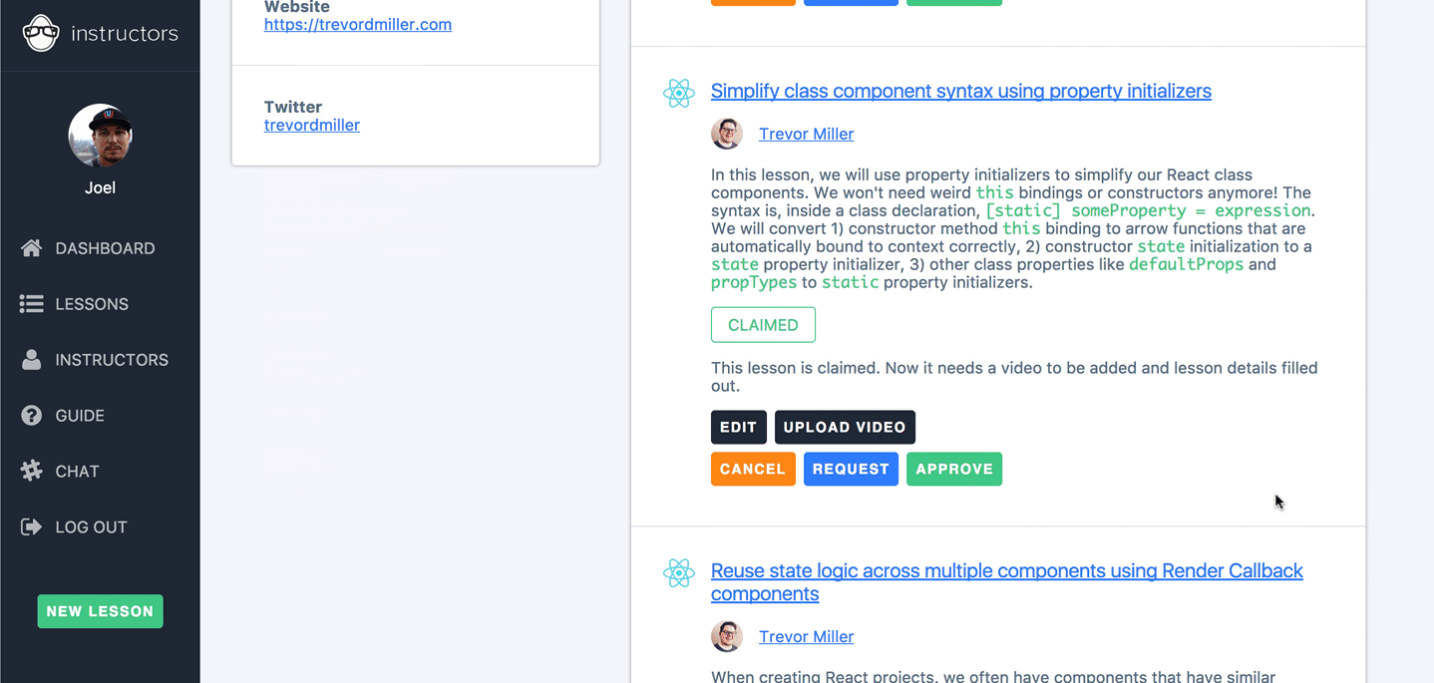 instructors
Joel
DASHBOARD
LESSONS
INSTRUCTORS
GUIDE
CHAT
LOG OUT
NEW LESSON
Website
https://trevordmiller.com
Twitter
trevordmiller
Simplify class component syntax using property initializers
Trevor Miller
In this lesson, we will use property initializers to simplify our React class
components. We won't need weird this bindings or constructors anymore! The
syntax is, inside a class declaration, [static] someProperty = expression.
We will convert 1) constructor method this binding to arrow functions that are
automatically bound to context correctly, 2) constructor state initialization to a
state property initializer, 3) other class properties like defaultProps and
propTypes to static property initializers.
CLAIMED
This lesson is claimed. Now it needs a video to be added and lesson details filled
out.
EDIT UPLOAD VIDEO
CANCEL REQUEST APPROVE
Reuse state logic across multiple components using Render Callback
components
Trevor Miller
When creating React projects, we often have components that have similar